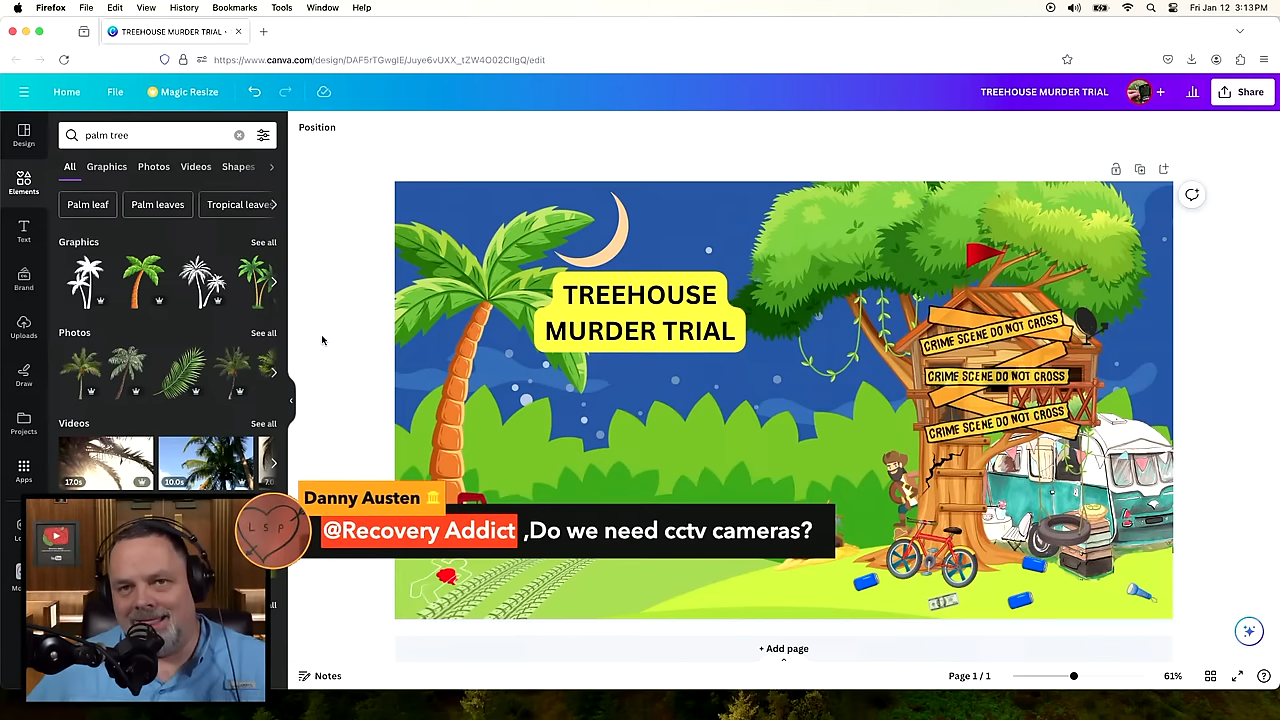 Firefox File Edit View History Bookmarks Tools Window Help
Fri Jan 12 3:13PM
TREEHOUSE MURDER TRIAL
https://www.canva.com/design/DAF5rTGwgIE/Juye6vUXX_tZW4O02CIlgQ/edit
Home File Magic Resize
TREEHOUSE MURDER TRIAL
Share
Design
Elements
Text
Brand
Uploads
Draw
Projects
Apps
palm tree
All Graphics Photos Videos Shapes
Palm leaf Palm leaves Tropical leaves
Graphics See all
Photos See all
Videos See all
17.0s 10.0s
Position
TREEHOUSE
MURDER TRIAL
CRIME SCENE DO NOT CROSS
CRIME SCENE DO NOT CROSS
CRIME SCENE DO NOT CROSS
Danny Austen
L S P
@Recovery Addict ,Do we need cctv cameras?
+ Add page
Notes
Page 1 / 1
61%